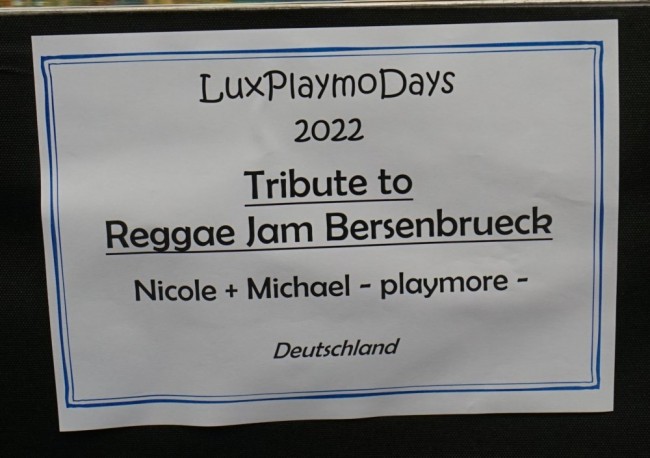 LuxPlaymoDays
2022
Tribute to
Reggae Jam Bersenbrueck
Nicole + Michael - playmore -
Deutschland